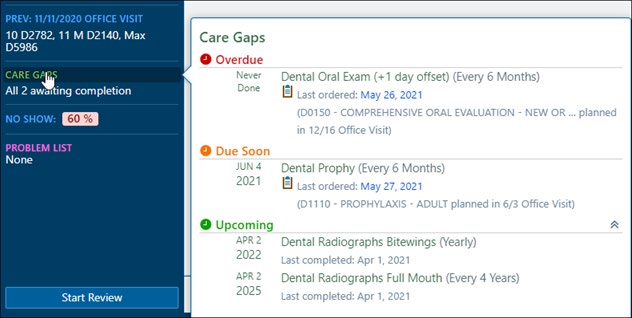 PREV: 11/11/2020 OFFICE VISIT
10 D2782, 11 M D2140, Max
D5986
CARE GAPS
All 2 awaiting completion
NO SHOW: 60 %
PROBLEM LIST
None
Start Review
Care Gaps
Overdue
Never
Done
Dental Oral Exam (+1 day offset) (Every 6 Months)
Last ordered: May 26, 2021
(D0150 - COMPREHENSIVE ORAL EVALUATION - NEW OR ... planned
in 12/16 Office Visit)
Due Soon
JUN 4
2021
Dental Prophy (Every 6 Months)
Last ordered: May 27, 2021
(D1110 - PROPHYLAXIS - ADULT planned in 6/3 Office Visit)
Upcoming
APR 2
2022
Dental Radiographs Bitewings (Yearly)
Last completed: Apr 1, 2021
APR 2
2025
Dental Radiographs Full Mouth (Every 4 Years)
Last completed: Apr 1, 2021